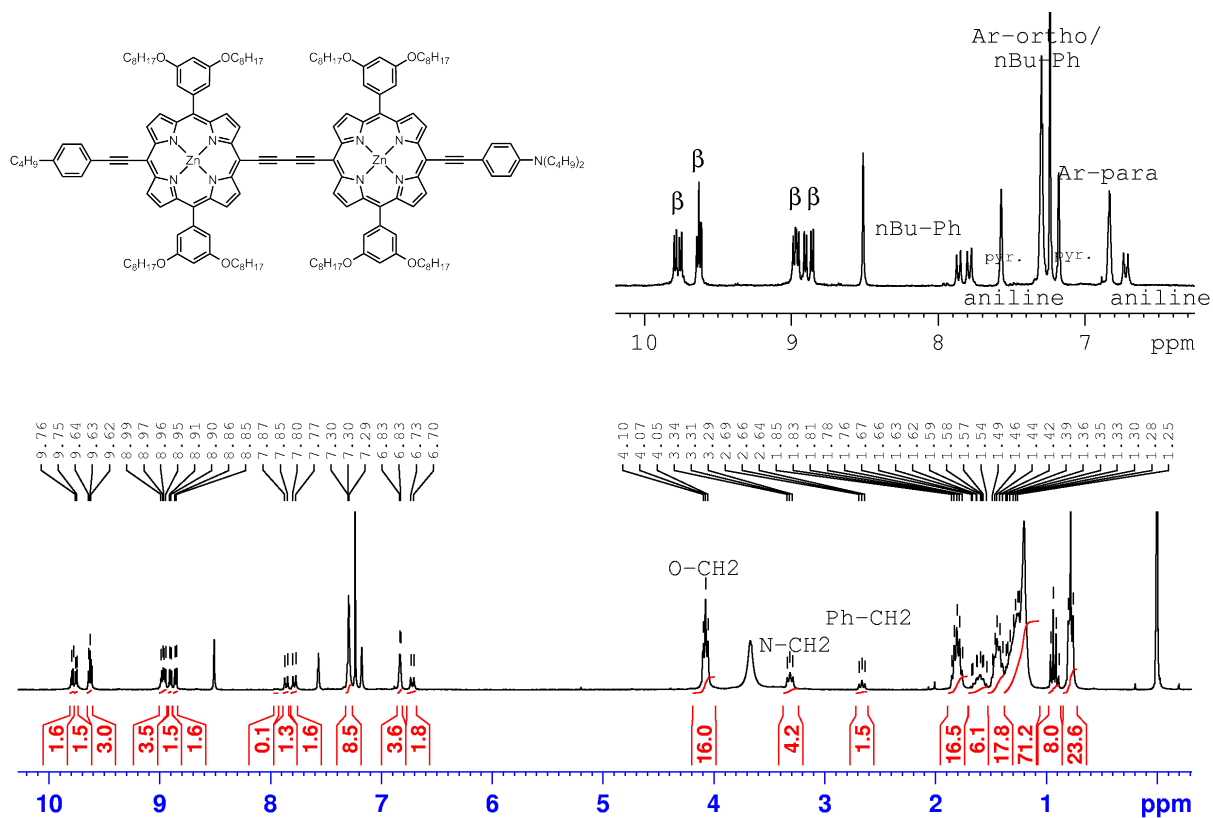 C8H17O OC8H17 C8H17O OC8H17
C4H9 N N N N Zn N N N N Zn N(C4H9)2
C8H17O OC8H17 C8H17O OC8H17
Ar-ortho/
nBu-Ph
β
β
β β
Ar-para
nBu-Ph
pyr.
pyr.
aniline
aniline
10 9 8 7 ppm
9.76 9.75 9.64 9.63 9.62 8.99 8.97 8.96 8.95 8.91 8.90 8.86 8.85 7.87 7.85 7.80 7.77 7.30 7.30 7.29 6.83 6.83 6.73 6.70
4.10 4.07 4.05 3.34 3.31 3.29 2.69 2.66 2.64 1.85 1.83 1.81 1.78 1.76 1.67 1.66 1.63 1.62 1.59 1.58 1.57 1.54 1.49 1.46 1.44 1.42 1.39 1.36 1.35 1.33 1.30 1.28 1.25
O-CH2
N-CH2
Ph-CH2
1.6 1.5 3.0 3.5 1.5 1.6 0.1 1.3 1.6 8.5 3.6 1.8 16.0 4.2 1.5 16.5 6.1 17.8 71.2 8.0 23.6
10 9 8 7 6 5 4 3 2 1 ppm